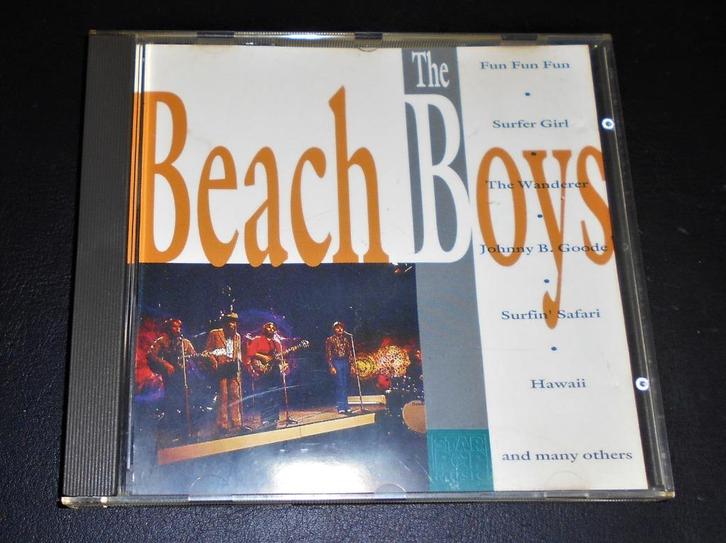 The
Beach Boys
Fun Fun Fun
•
Surfer Girl
•
The Wanderer
•
Johnny B. Goode
•
Surfin' Safari
•
Hawaii
and many others